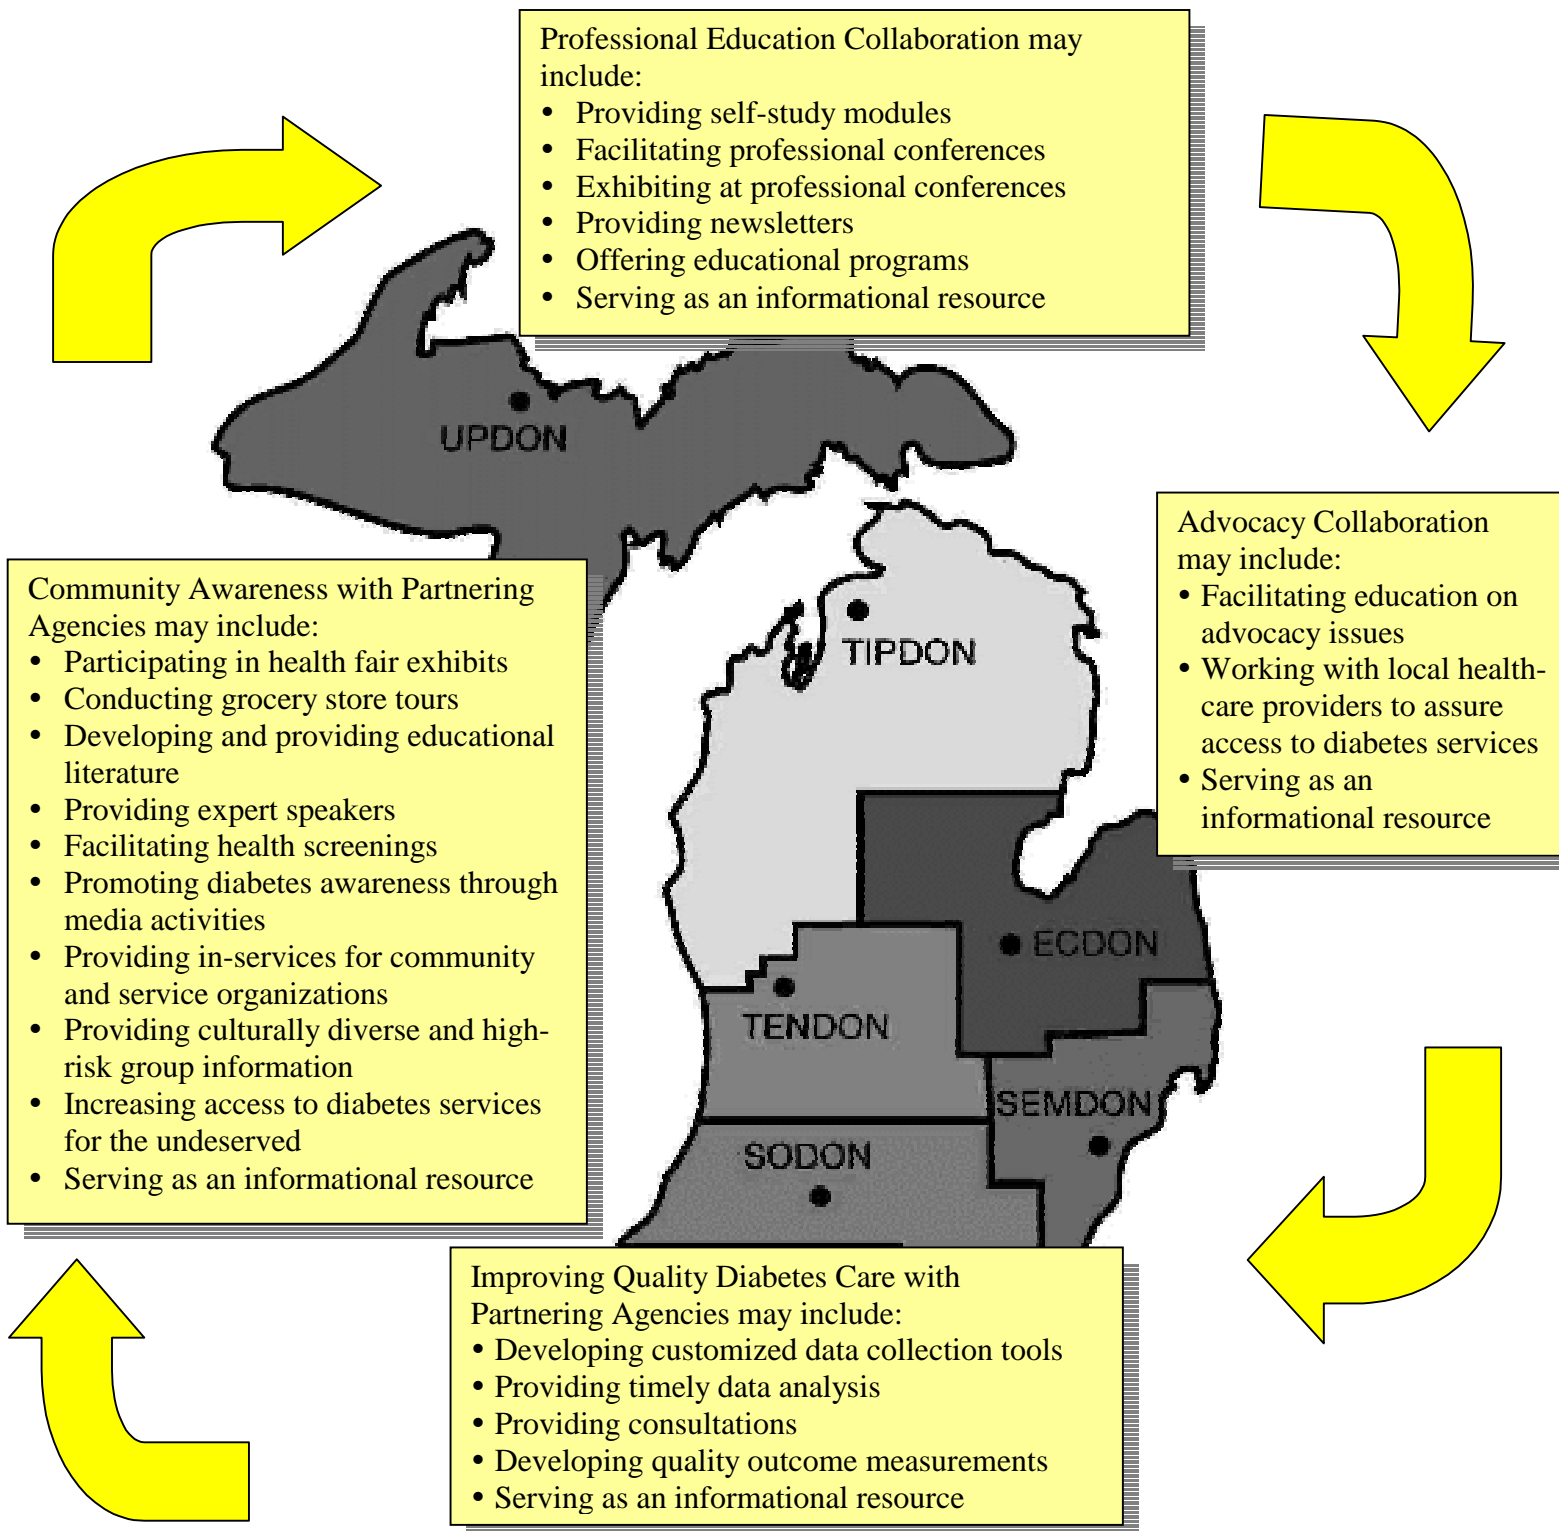 Professional Education Collaboration may
include:
• Providing self-study modules
• Facilitating professional conferences
• Exhibiting at professional conferences
• Providing newsletters
• Offering educational programs
• Serving as an informational resource
UPDON
Advocacy Collaboration
may include:
• Facilitating education on
advocacy issues
• Working with local health-
care providers to assure
access to diabetes services
• Serving as an
informational resource
Community Awareness with Partnering
Agencies may include:
• Participating in health fair exhibits
• Conducting grocery store tours
• Developing and providing educational
literature
• Providing expert speakers
• Facilitating health screenings
• Promoting diabetes awareness through
media activities
• Providing in-services for community
and service organizations
• Providing culturally diverse and high-
risk group information
• Increasing access to diabetes services
for the undeserved
• Serving as an informational resource
TIPDON
ECDON
TENDON
SEMDON
SODON
Improving Quality Diabetes Care with
Partnering Agencies may include:
• Developing customized data collection tools
• Providing timely data analysis
• Providing consultations
• Developing quality outcome measurements
• Serving as an informational resource